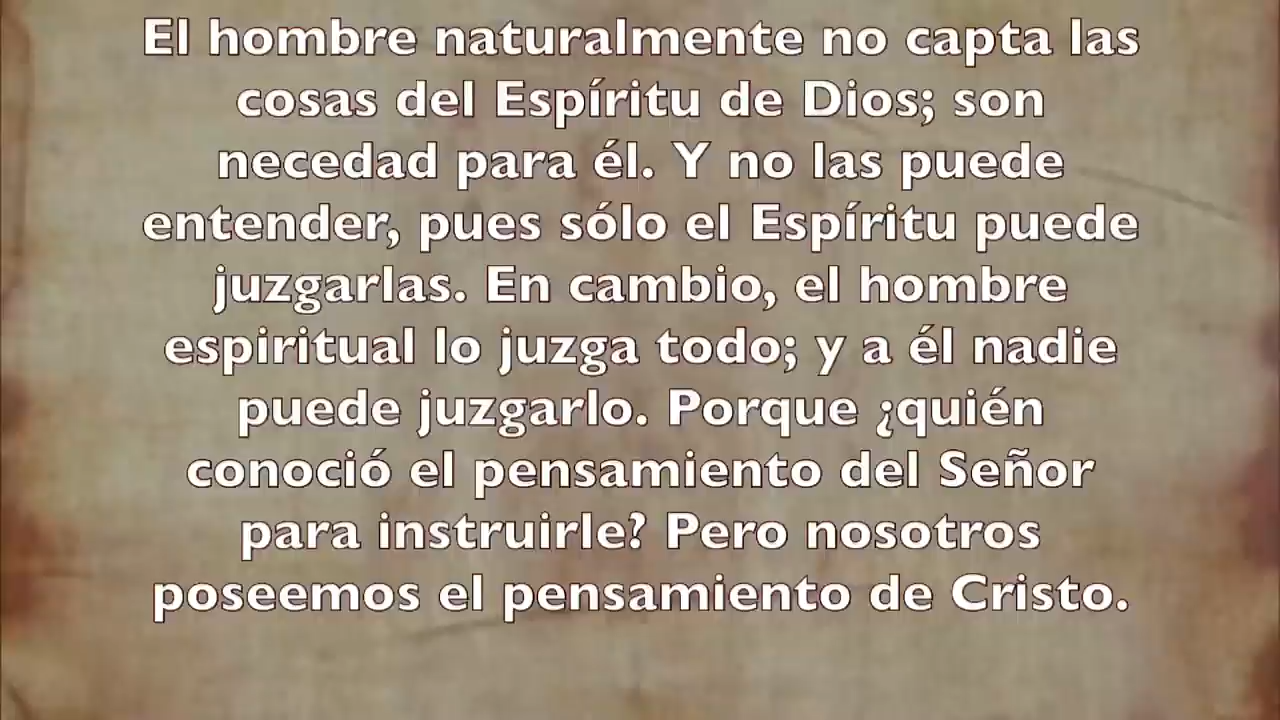 El hombre naturalmente no capta las
cosas del Espíritu de Dios; son
necedad para él. Y no las puede
entender, pues sólo el Espíritu puede
juzgarlas. En cambio, el hombre
espiritual lo juzga todo; y a él nadie
puede juzgarlo. Porque ¿quién
conoció el pensamiento del Señor
para instruirle? Pero nosotros
poseemos el pensamiento de Cristo.